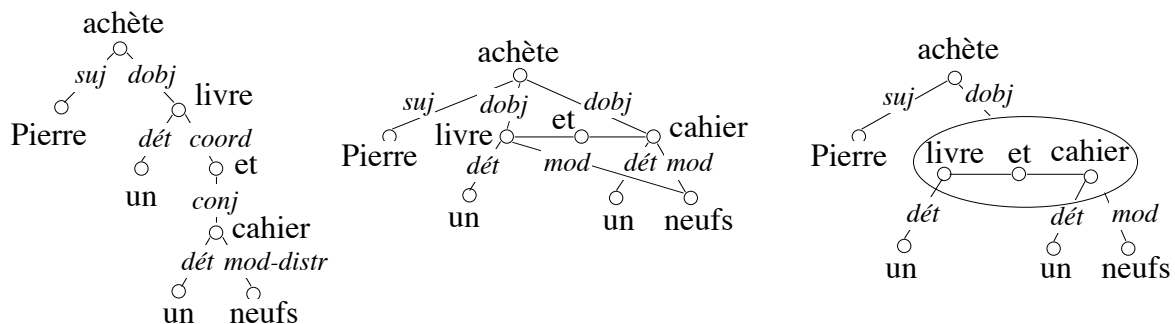 achète
suj dobj
Pierre livre
dét coord
un et
conj
cahier
dét mod-distr
un neufs
achète
suj dobj dobj
Pierre livre et cahier
dét mod dét mod
un un neufs
achète
suj dobj
Pierre livre et cahier
dét dét mod
un un neufs